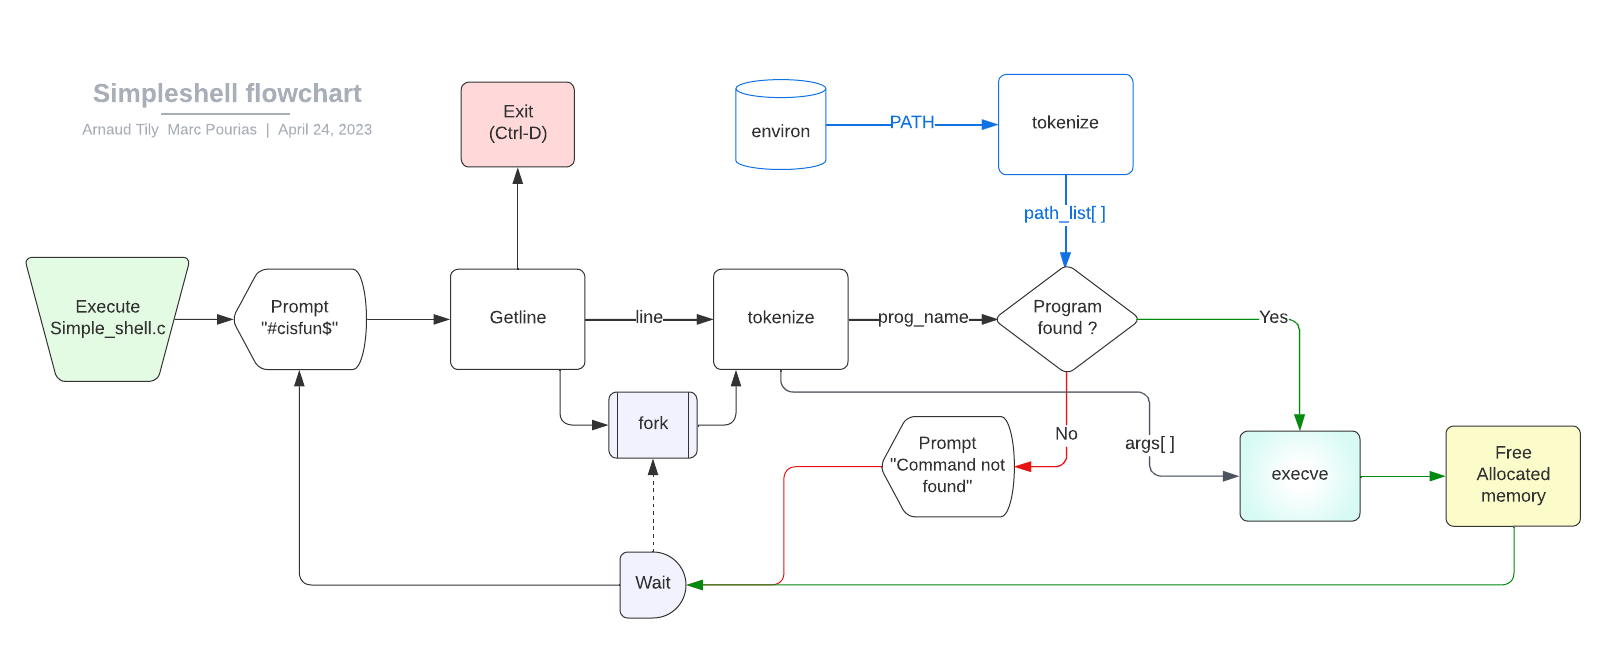 Simpleshell flowchart
Arnaud Tily  Marc Pourias  |  April 24, 2023
Exit
(Ctrl-D)
environ
PATH
tokenize
path_list[ ]
Execute
Simple_shell.c
Prompt
"#cisfun$"
Getline
line
tokenize
prog_name
Program
found ?
Yes
fork
No
args[ ]
Prompt
"Command not
found"
execve
Free
Allocated
memory
Wait